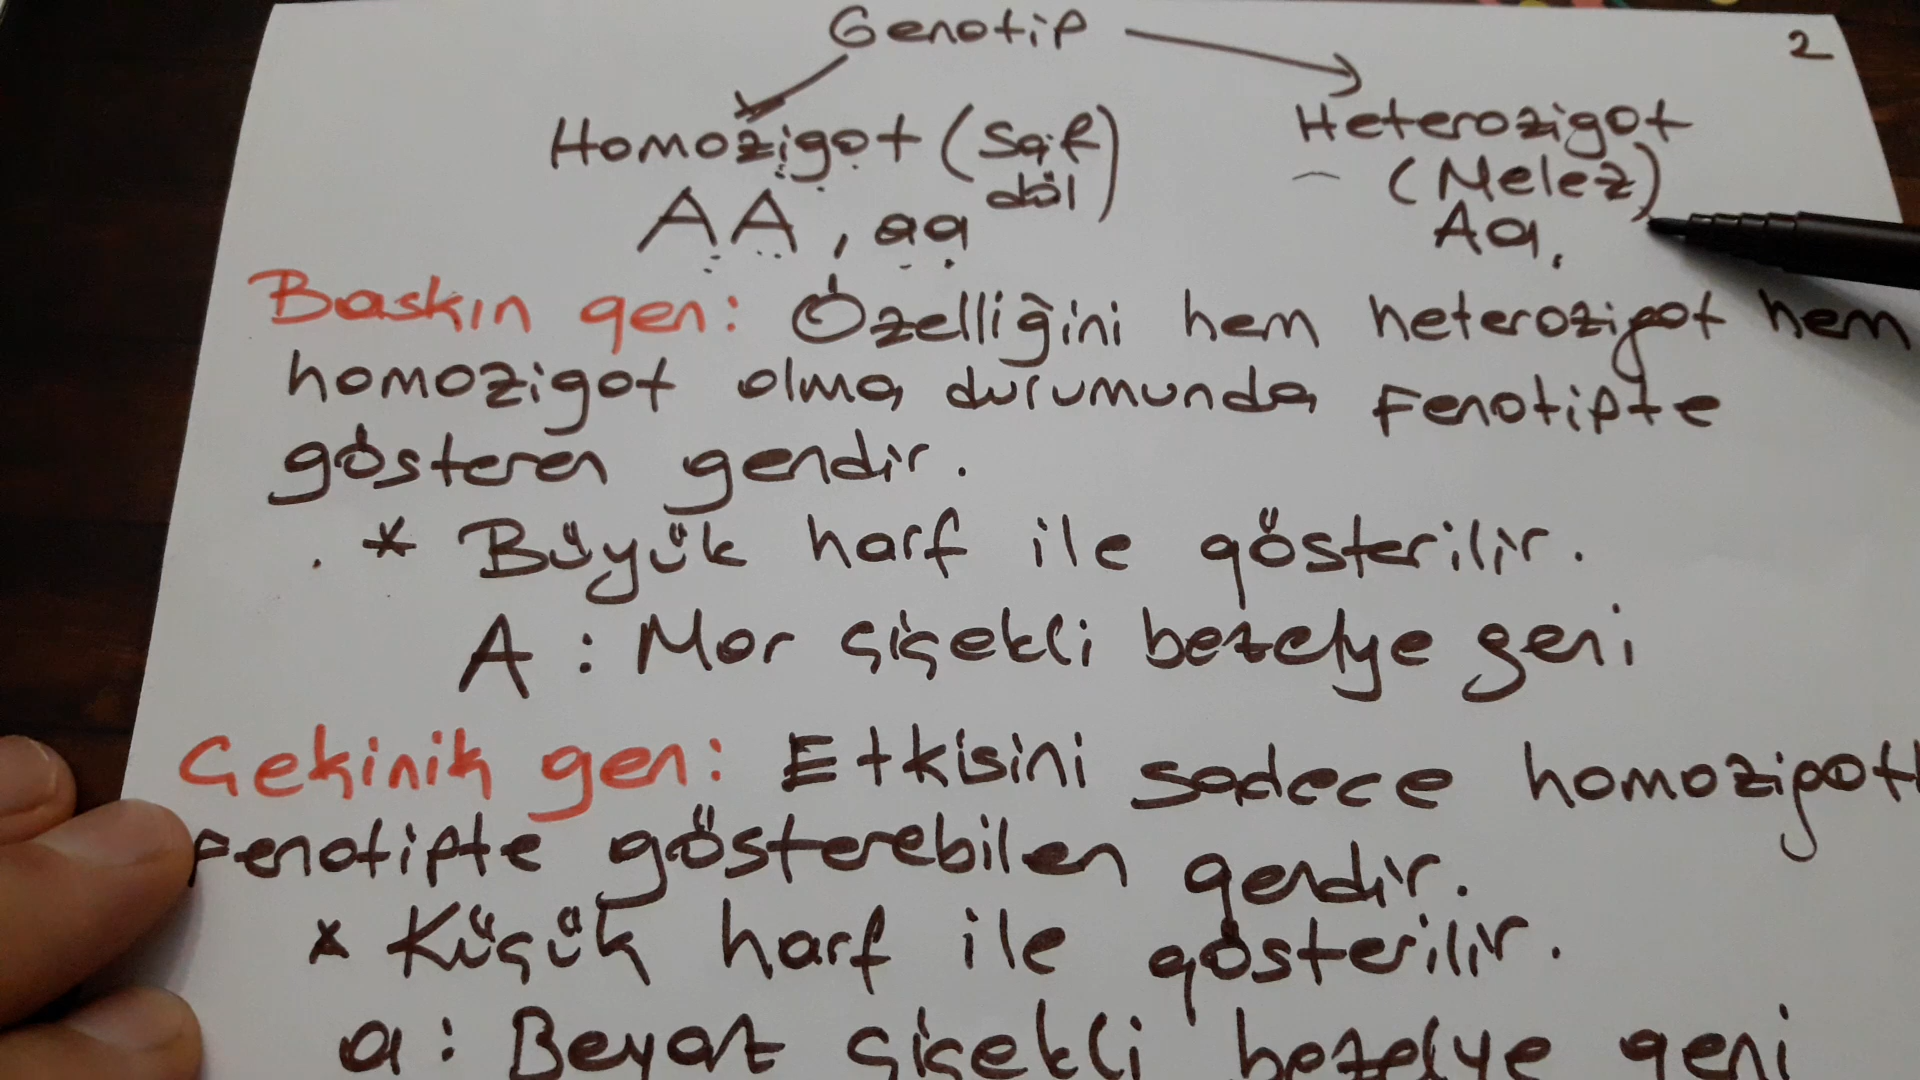 Genotip
2
Homozigot (Saf döl)
Heterozigot
(Melez)
AA, aa
Aa,
Baskın gen: Özelliğini hem heterozigot hem
homozigot olma durumunda Fenotipte
gösteren gendir.
* Büyük harf ile gösterilir.
A : Mor çiçekli bezelye geni
Çekinik gen: Etkisini sadece
Fenotipte gösterebilen gendir.
* Küçük harf ile gösterilir.
a : Beyaz çiçekli bezelye geni